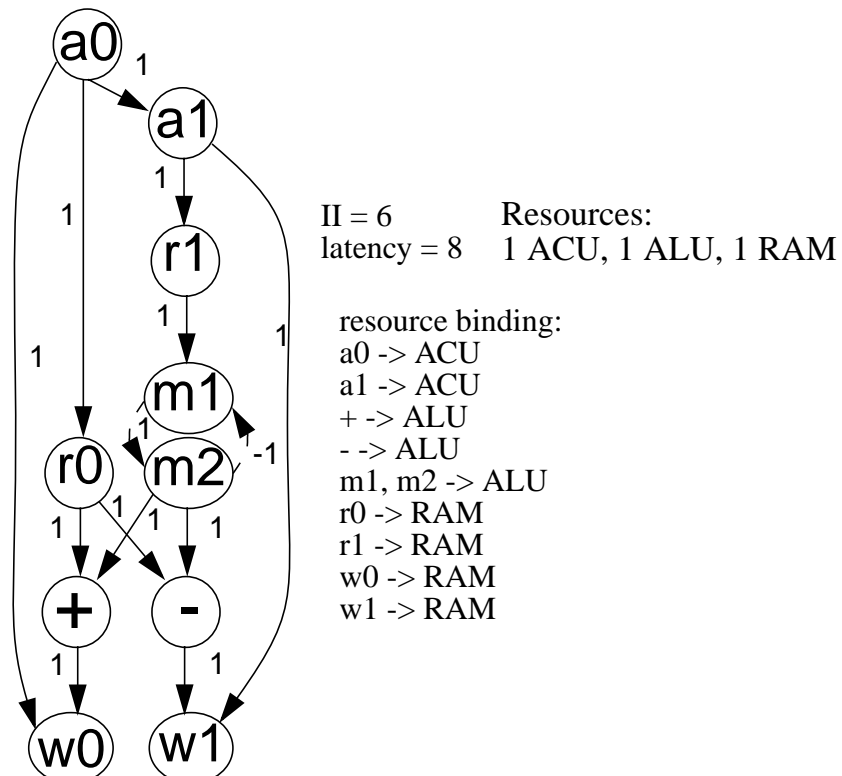 a0
1
a1
1
1
r1
1
1
1
m1
1
-1
r0
m2
1
1
1
1
+
-
1
1
w0
w1
II = 6
latency = 8
Resources:
1 ACU, 1 ALU, 1 RAM
resource binding:
a0 -> ACU
a1 -> ACU
+ -> ALU
- -> ALU
m1, m2 -> ALU
r0 -> RAM
r1 -> RAM
w0 -> RAM
w1 -> RAM